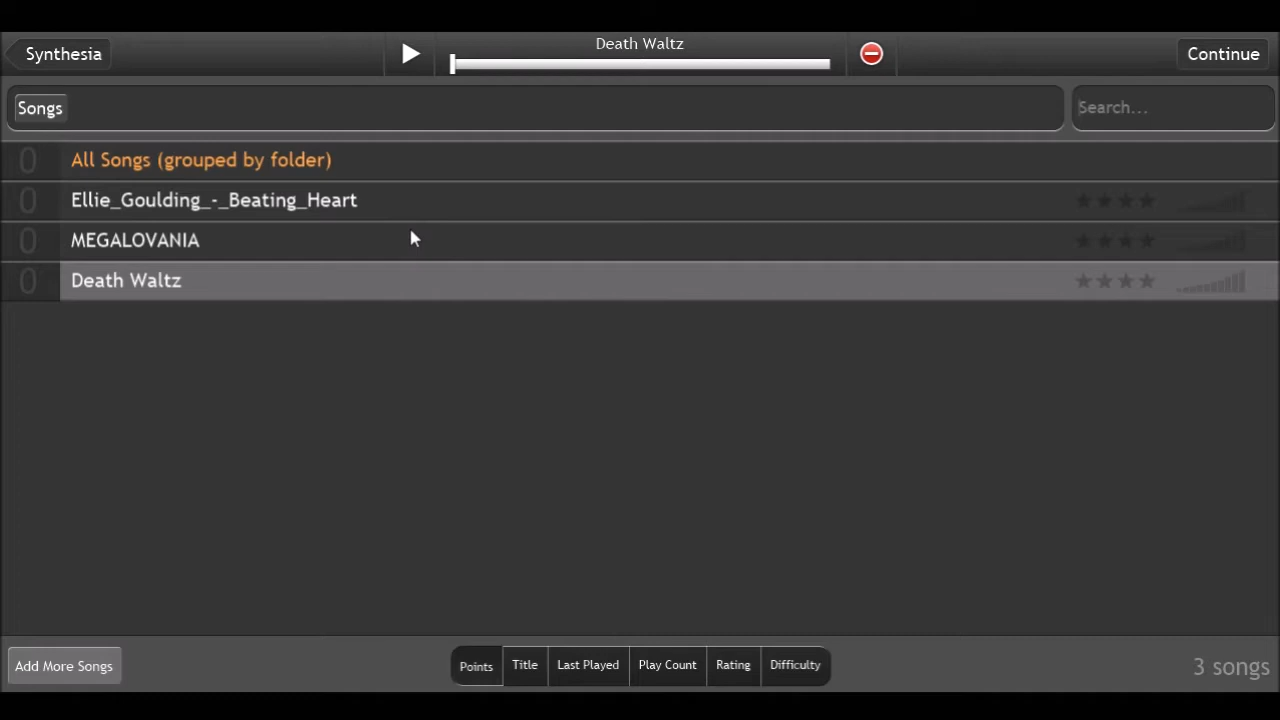 Synthesia
Death Waltz
Continue
Songs
Search...
0 All Songs (grouped by folder)
0 Ellie_Goulding_-_Beating_Heart
0 MEGALOVANIA
0 Death Waltz
Add More Songs
Points Title Last Played Play Count Rating Difficulty
3 songs